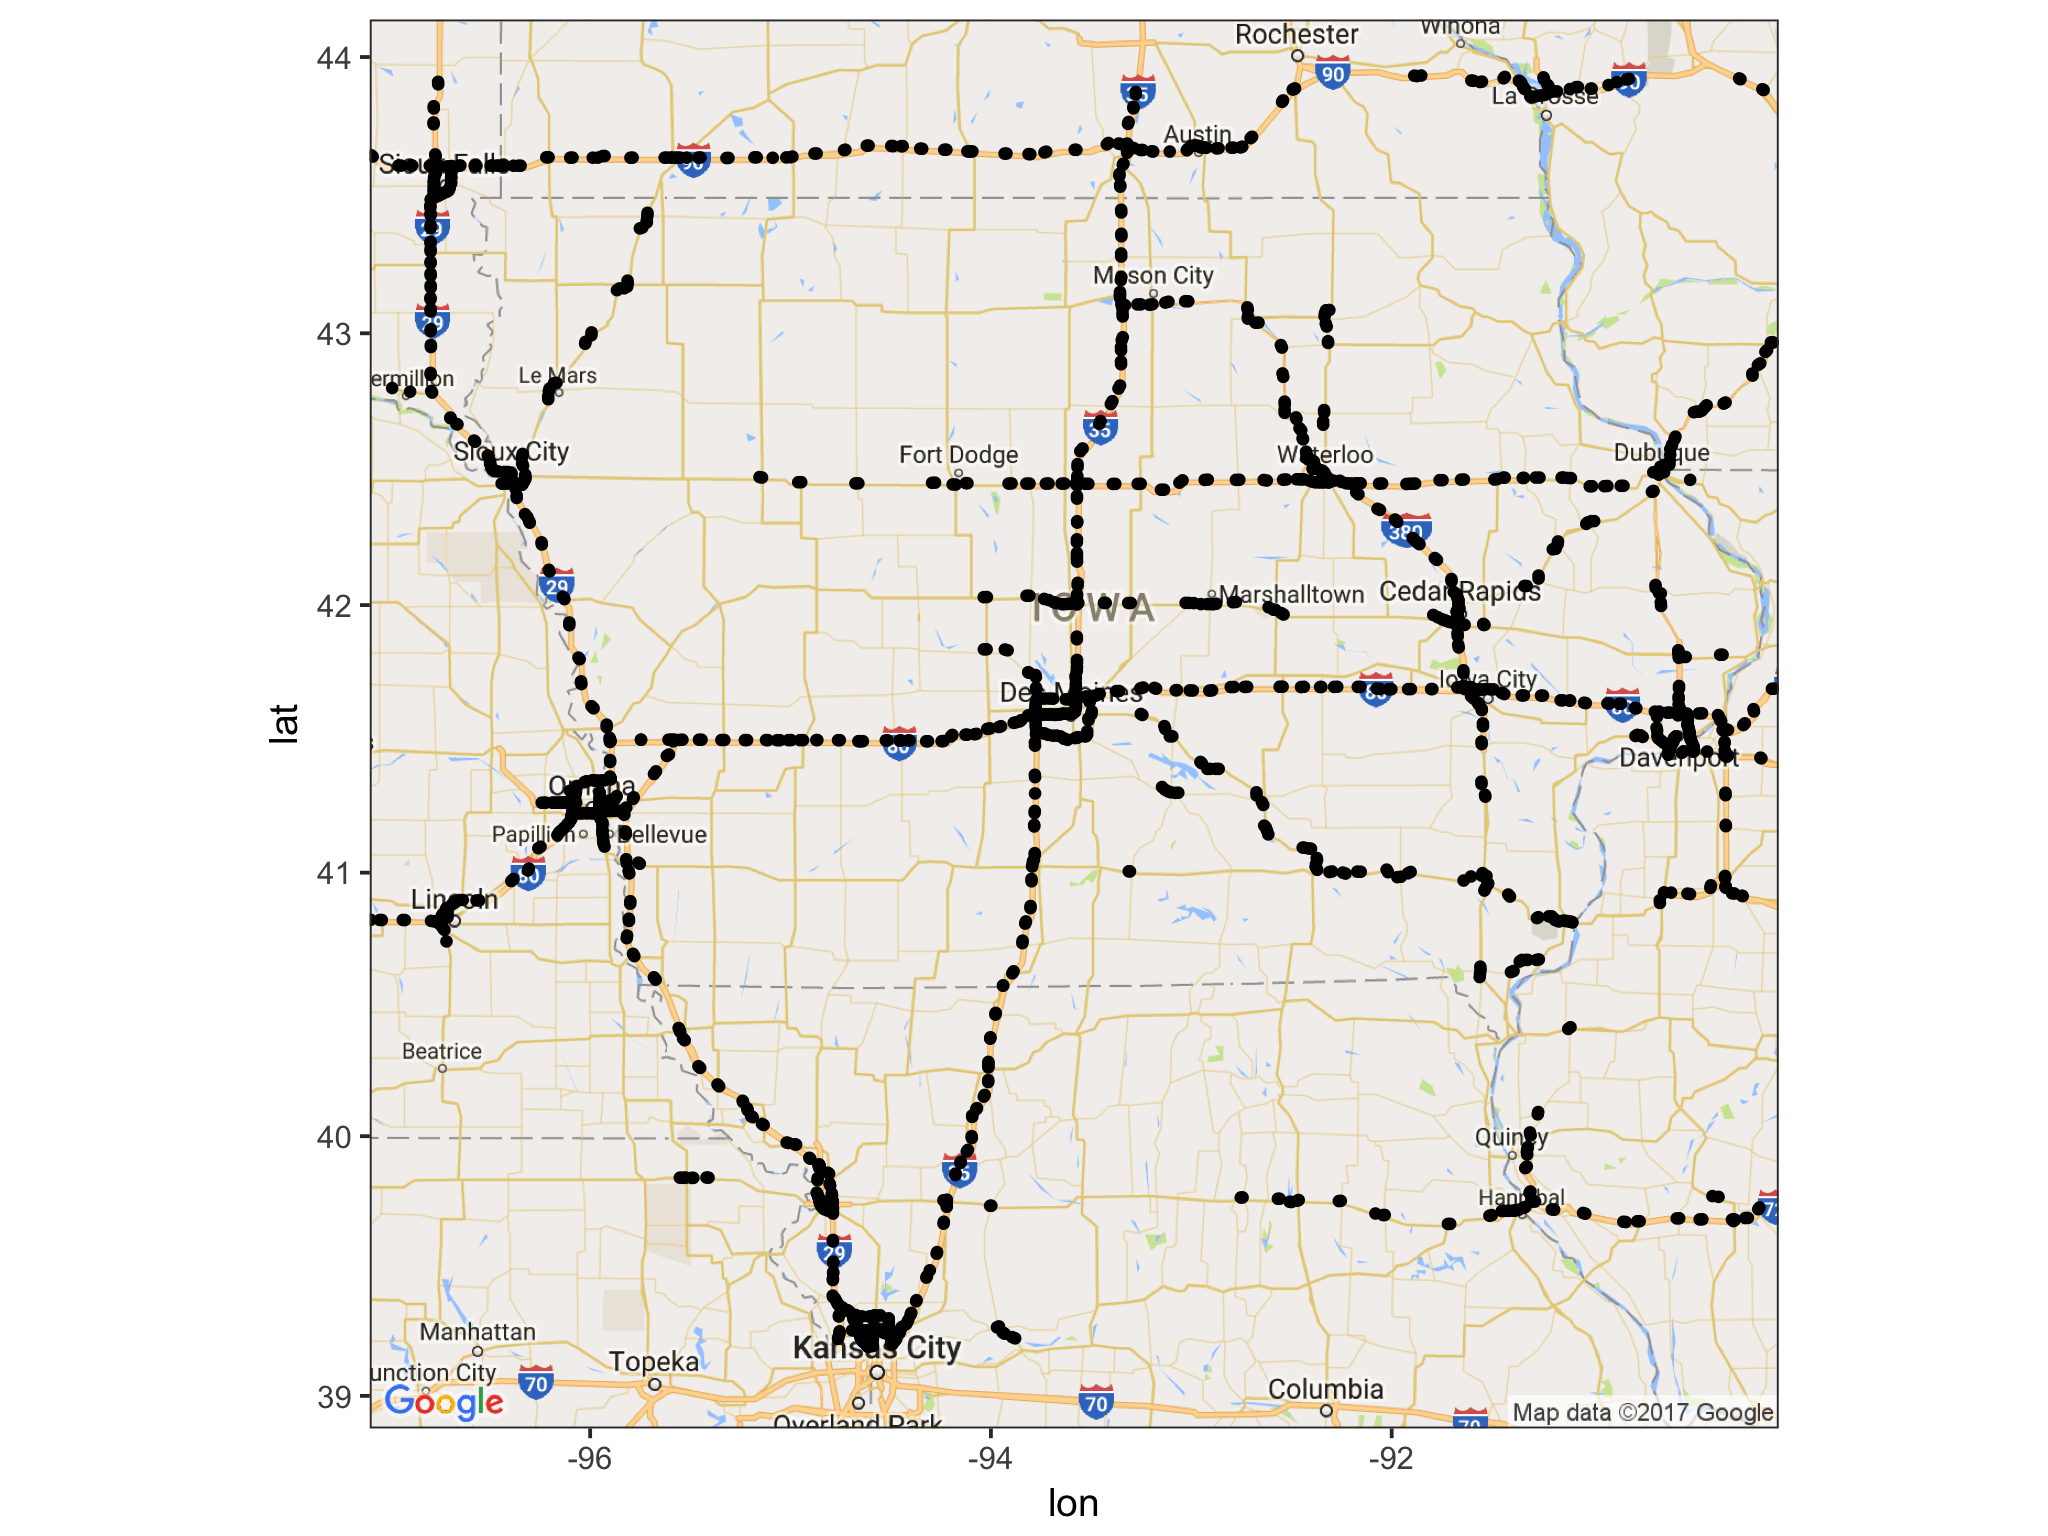 44
Rochester
Winona
90
La Crosse
35
Austin
Sioux Falls
90
29
Mason City
43
29
ermillion
Le Mars
35
Sioux City
Fort Dodge
Waterloo
Dubuque
380
29
42
IOWA
Marshalltown
Cedar Rapids
Des Moines
Iowa City
80
80
lat
80
Davenport
Omaha
Papillion
Bellevue
41
80
Lincoln
Beatrice
40
Quincy
35
Hannibal
72
29
Manhattan
Kansas City
Topeka
unction City
70
70
Columbia
39
Google
Overland Park
70
Map data ©2017 Google
-96
-94
-92
lon